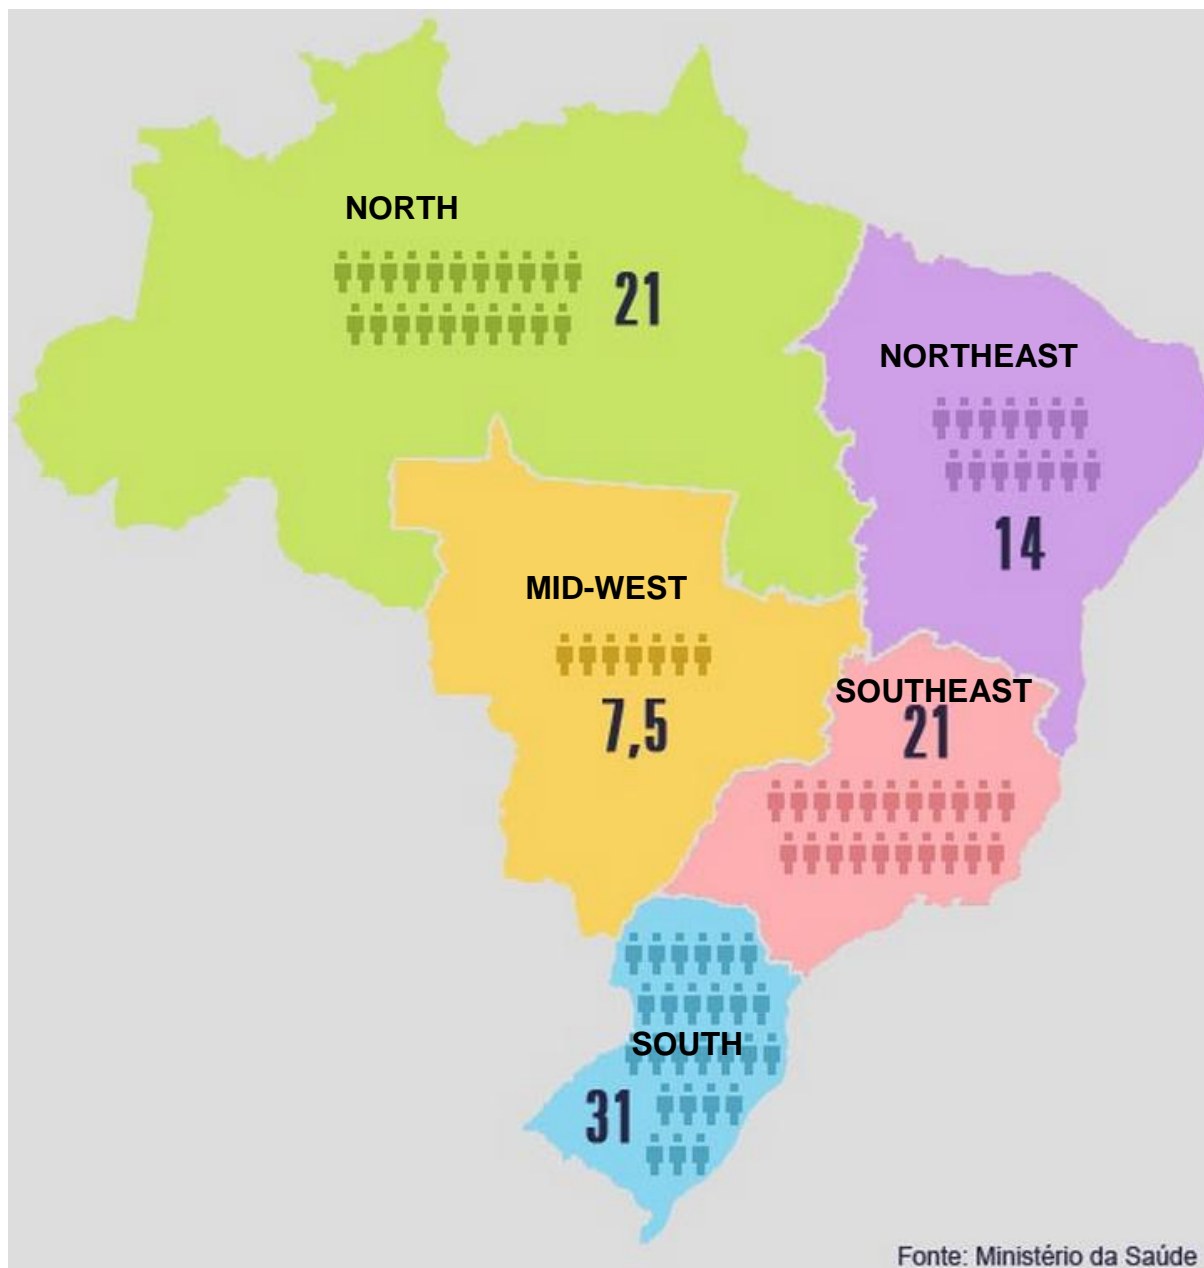 NORTH
21
NORTHEAST
14
MID-WEST
7,5
SOUTHEAST
21
SOUTH
31
Fonte: Ministério da Saúde